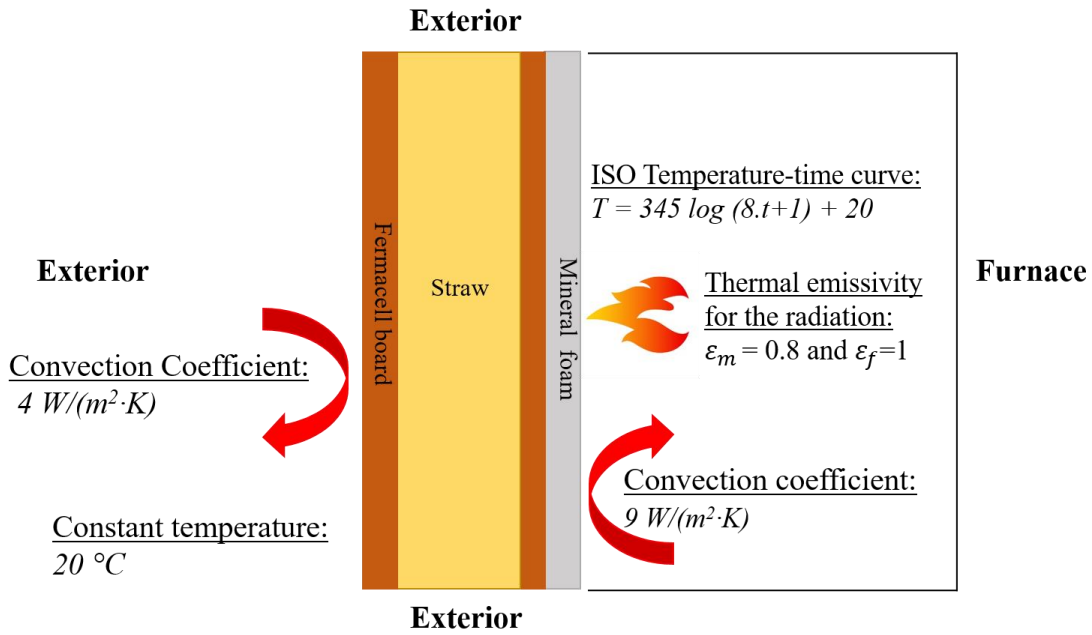 Exterior
ISO Temperature-time curve:
T = 345 log (8.t+1) + 20
Fermacell board
Straw
Mineral foam
Exterior
Furnace
Thermal emissivity
for the radiation:
εₘ = 0.8 and ε_f=1
Convection Coefficient:
4 W/(m²·K)
Convection coefficient:
9 W/(m²·K)
Constant temperature:
20 °C
Exterior